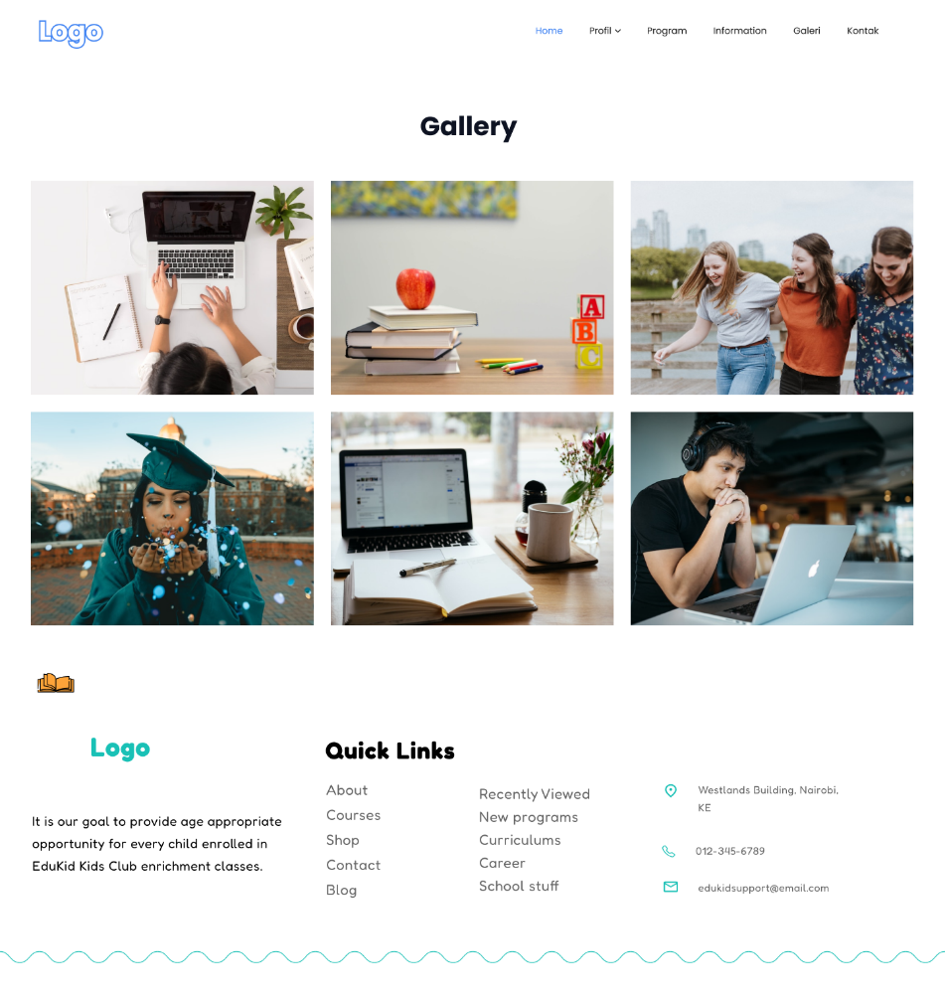 Logo
Home Profil Program Information Galeri Kontak
Gallery
A
B
C
Logo
It is our goal to provide age appropriate
opportunity for every child enrolled in
EduKid Kids Club enrichment classes.
Quick Links
About
Courses
Shop
Contact
Blog
Recently Viewed
New programs
Curriculums
Career
School stuff
Westlands Building, Nairobi,
KE
012-345-6789
edukidsupport@email.com